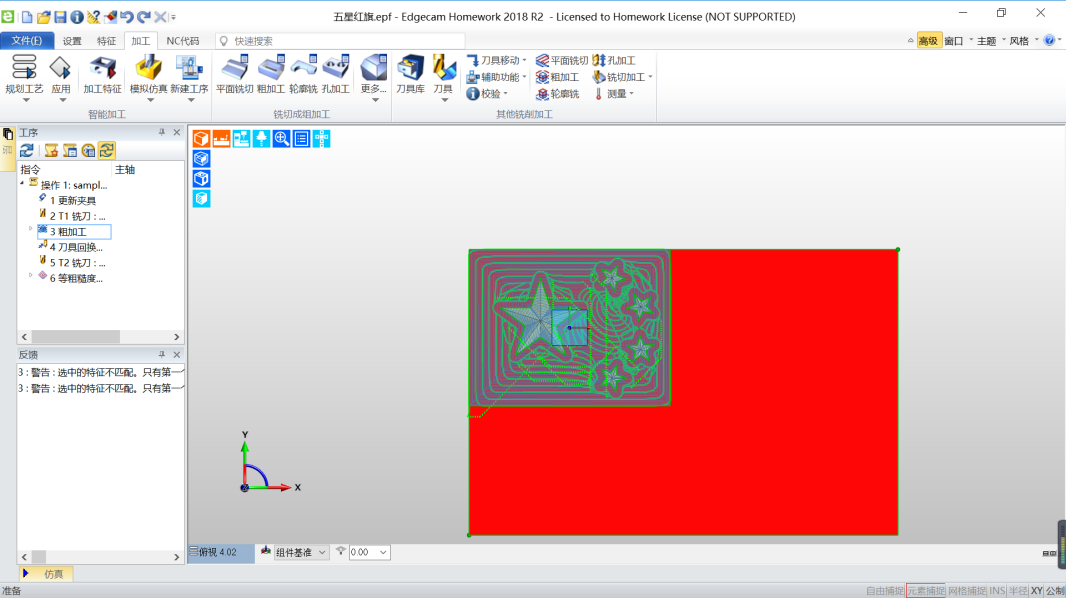 五星红旗.epf - Edgecam Homework 2018 R2 - Licensed to Homework License (NOT SUPPORTED)
文件(E) 设置 特征 加工 NC代码 快速搜索 高级 窗口 主题 风格
规划工艺 应用 加工特征 模拟仿真 新建工序 平面铣切 粗加工 轮廓铣 孔加工 更多... 刀具库 刀具
刀具移动 平面铣切 孔加工
辅助功能 粗加工 铣切加工
校验 轮廓铣 测量
智能加工 铣切成组加工 其他铣削加工
工序
指令 主轴
操作 1: sampl...
1 更新夹具
2 T1 铣刀 : ...
3 粗加工
4 刀具回换...
5 T2 铣刀 : ...
6 等粗糙度...
反馈
3 : 警告 : 选中的特征不匹配。只有第一
3 : 警告 : 选中的特征不匹配。只有第一
Y
X
俯视 4.02 组件基准 0.00
仿真
准备 自由捕捉 元素捕捉 网格捕捉 INS 半径 XY 公制